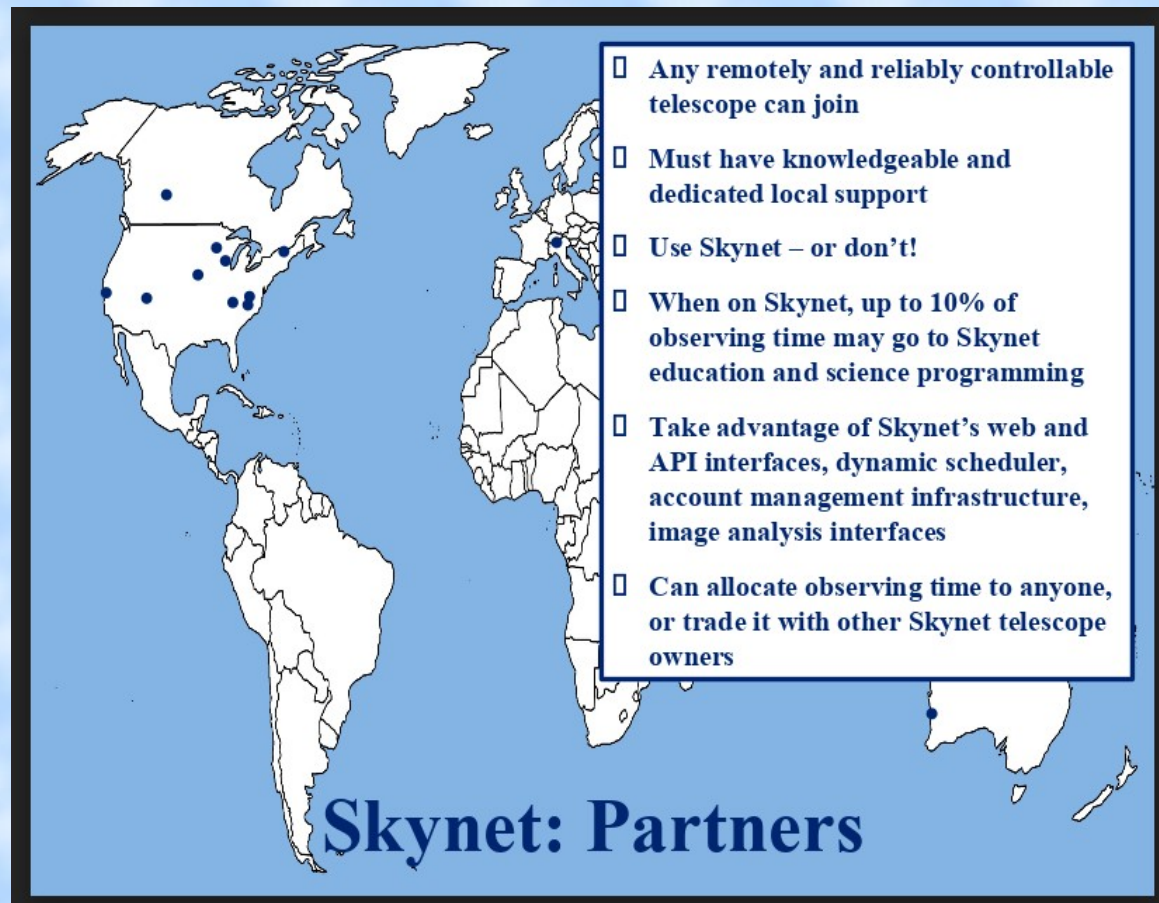 ▯ Any remotely and reliably controllable
telescope can join
▯ Must have knowledgeable and
dedicated local support
▯ Use Skynet – or don’t!
▯ When on Skynet, up to 10% of
observing time may go to Skynet
education and science programming
▯ Take advantage of Skynet’s web and
API interfaces, dynamic scheduler,
account management infrastructure,
image analysis interfaces
▯ Can allocate observing time to anyone,
or trade it with other Skynet telescope
owners
Skynet: Partners